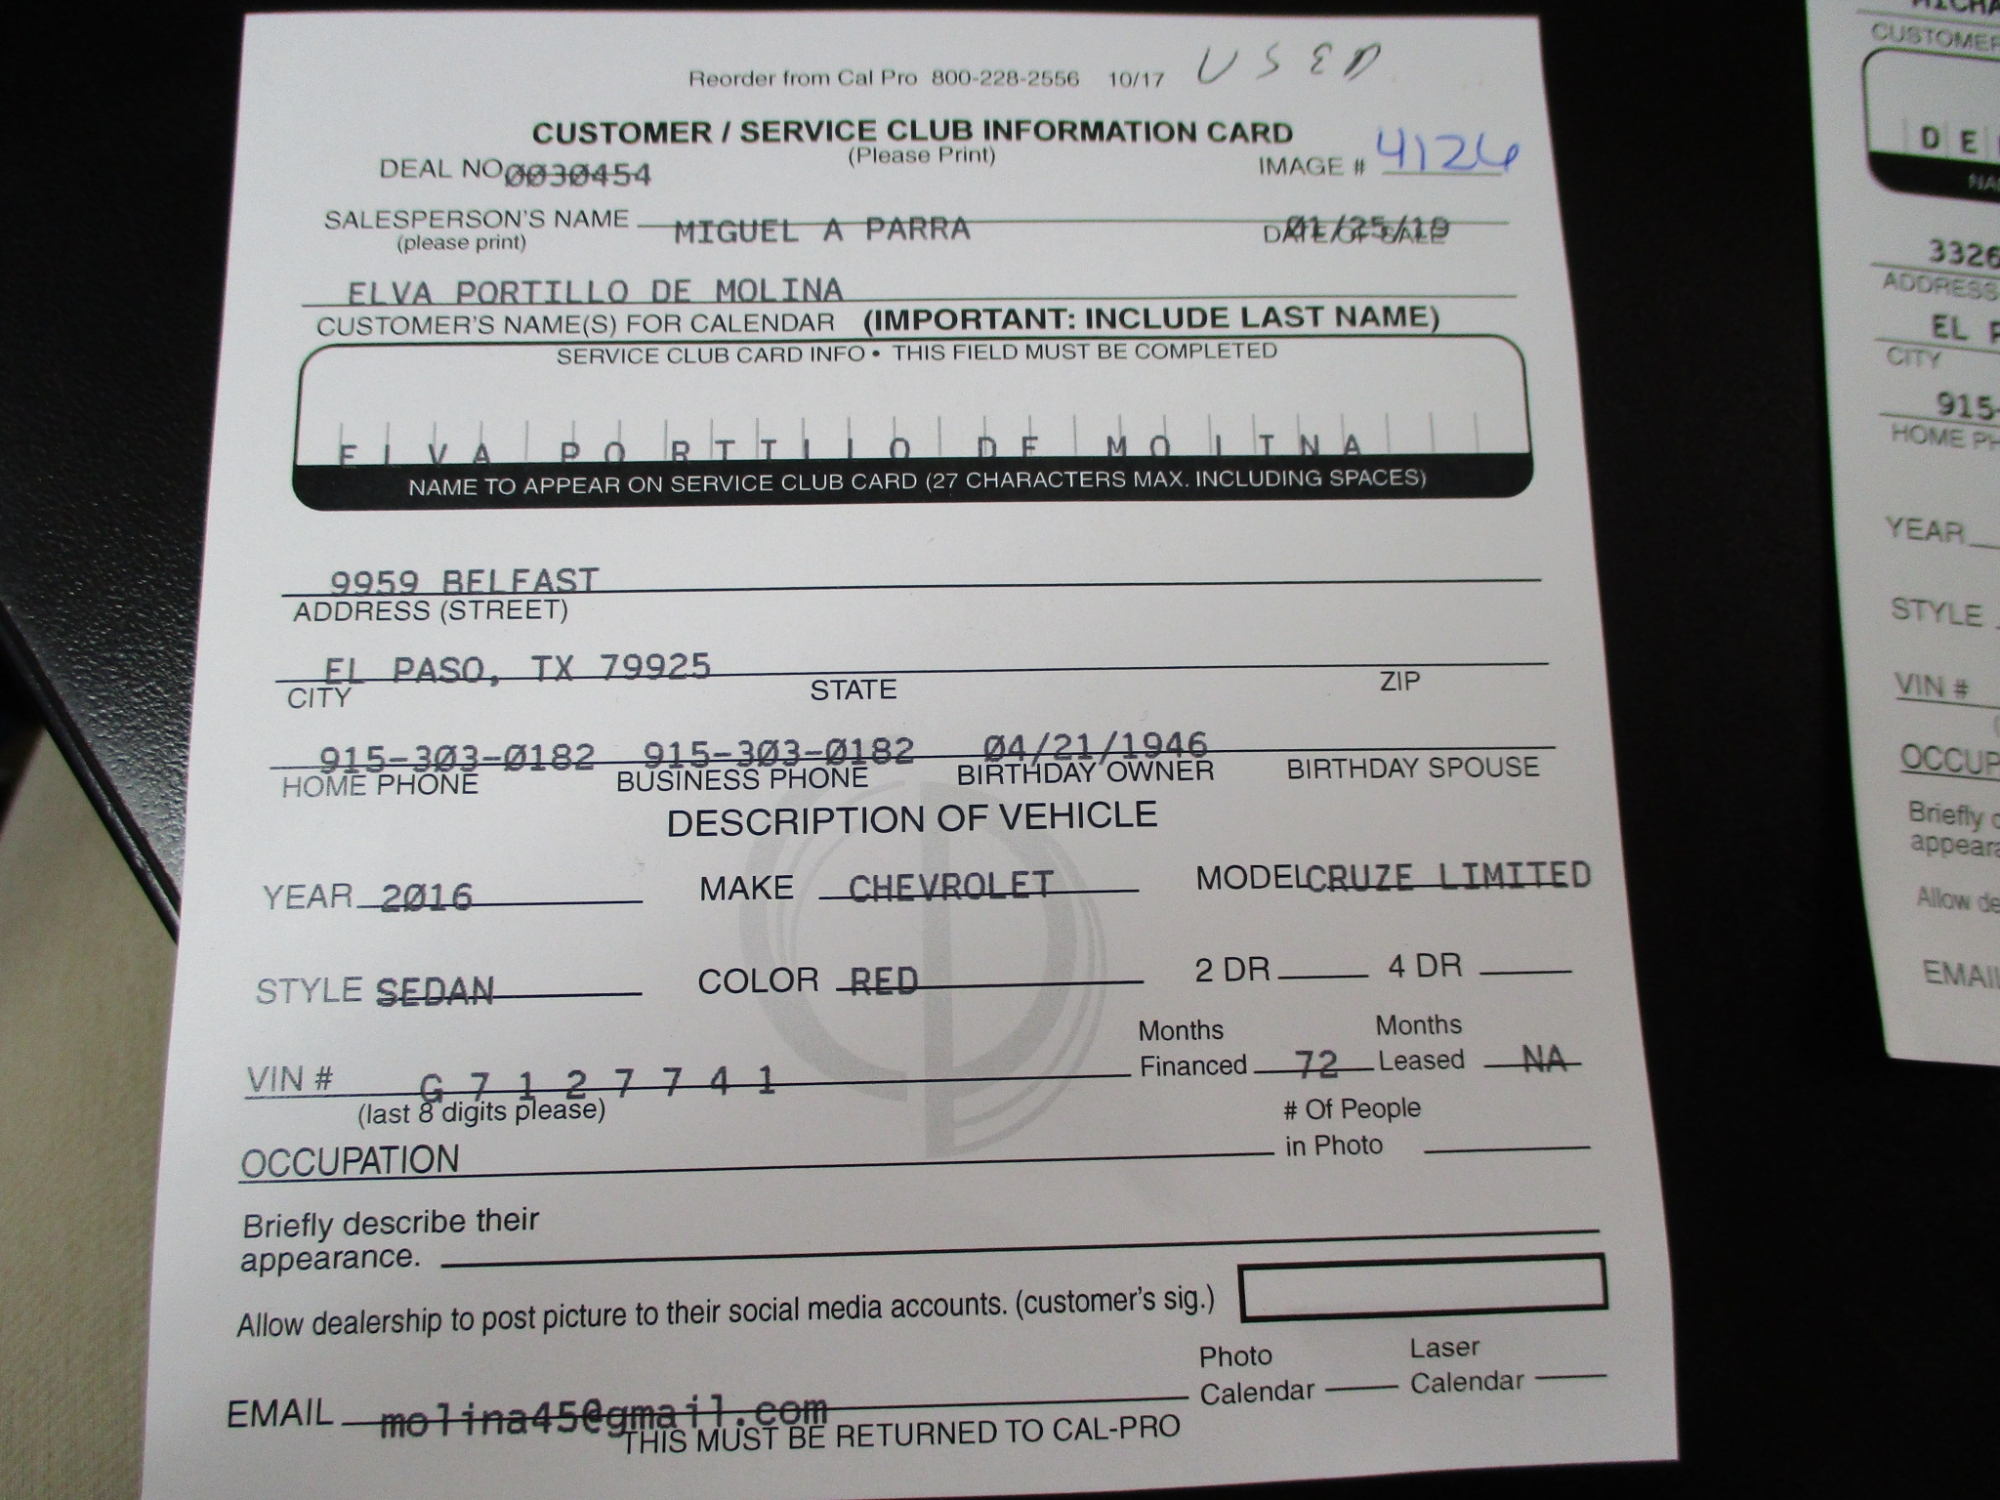 Reorder from Cal Pro 800-228-2556 10/17 USED
CUSTOMER / SERVICE CLUB INFORMATION CARD
(Please Print)
DEAL NO 0030454
IMAGE # 4126
SALESPERSON'S NAME MIGUEL A PARRA
(please print)
DATE OF SALE 01/25/19
ELVA PORTILLO DE MOLINA
CUSTOMER'S NAME(S) FOR CALENDAR (IMPORTANT: INCLUDE LAST NAME)
SERVICE CLUB CARD INFO • THIS FIELD MUST BE COMPLETED
ELVA PORTILLO DE MOLINA
NAME TO APPEAR ON SERVICE CLUB CARD (27 CHARACTERS MAX. INCLUDING SPACES)
9959 BELFAST
ADDRESS (STREET)
EL PASO, TX 79925
CITY STATE ZIP
915-303-0182 915-303-0182 04/21/1946
HOME PHONE BUSINESS PHONE BIRTHDAY OWNER BIRTHDAY SPOUSE
DESCRIPTION OF VEHICLE
YEAR 2016 MAKE CHEVROLET MODEL CRUZE LIMITED
STYLE SEDAN COLOR RED 2 DR 4 DR
Months Financed 72 Months Leased NA
VIN # G 7 1 2 7 7 4 1
(last 8 digits please)
# Of People
in Photo
OCCUPATION
Briefly describe their
appearance.
Allow dealership to post picture to their social media accounts. (customer's sig.)
Photo Calendar Laser Calendar
EMAIL molina45@gmail.com
THIS MUST BE RETURNED TO CAL-PRO
CUSTOMER
D E
3326
ADDRESS
EL P
CITY
915-
HOME PH
YEAR
STYLE
VIN #
OCCUP
Briefly
appear
Allow de
EMAIL